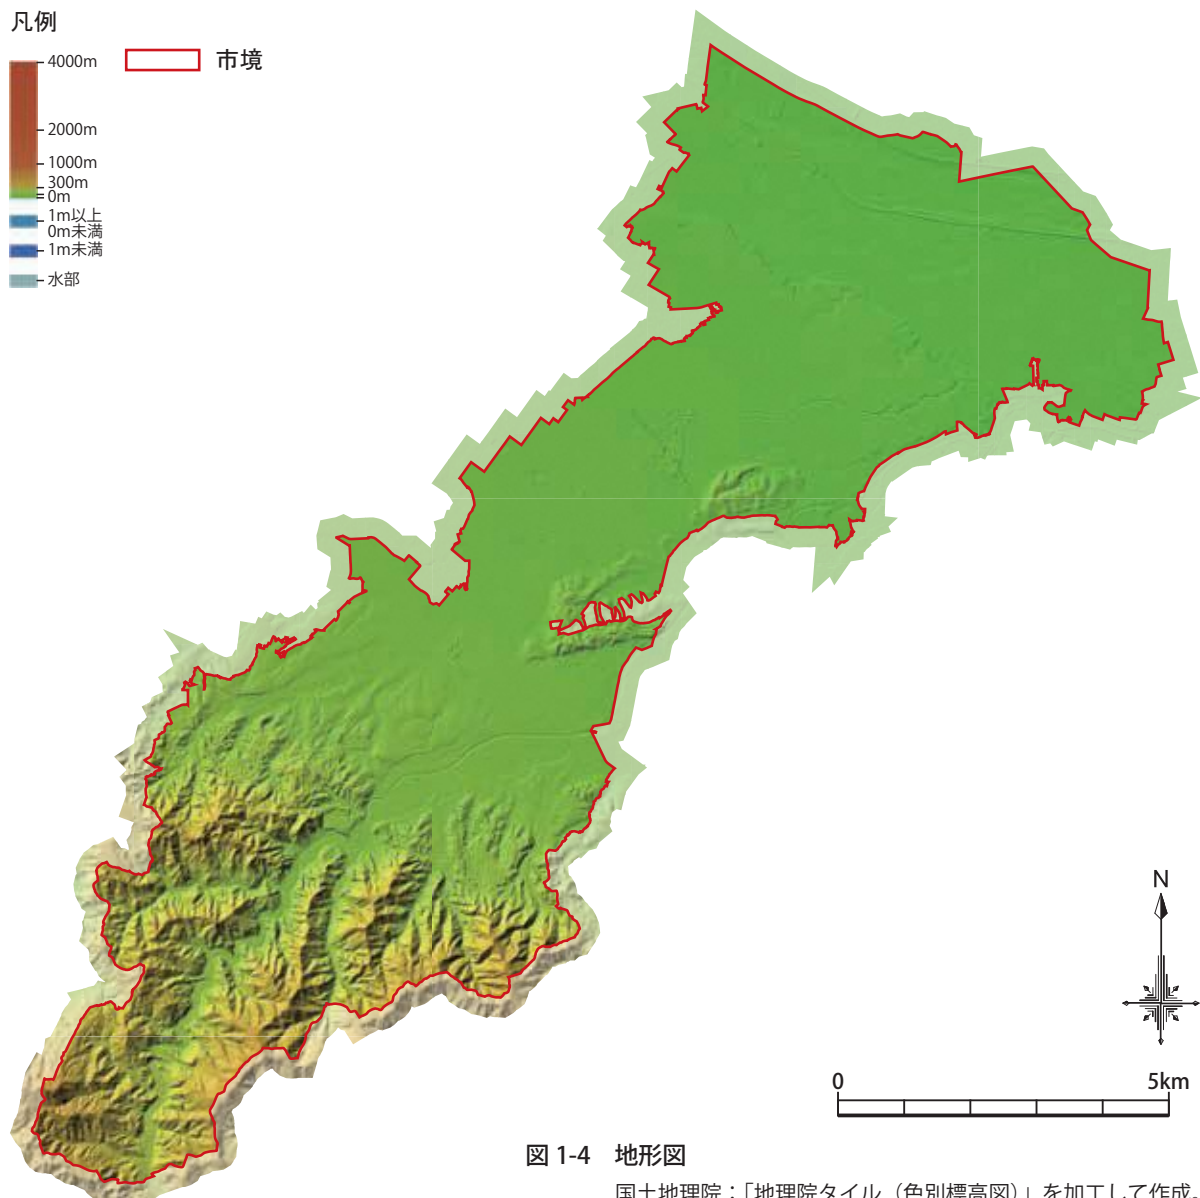 凡例
市境
4000m
2000m
1000m
300m
0m
1m以上
0m未満
1m未満
水部
N
0 5km
図 1-4 地形図
国土地理院：「地理院タイル（色別標高図）」を加工して作成。